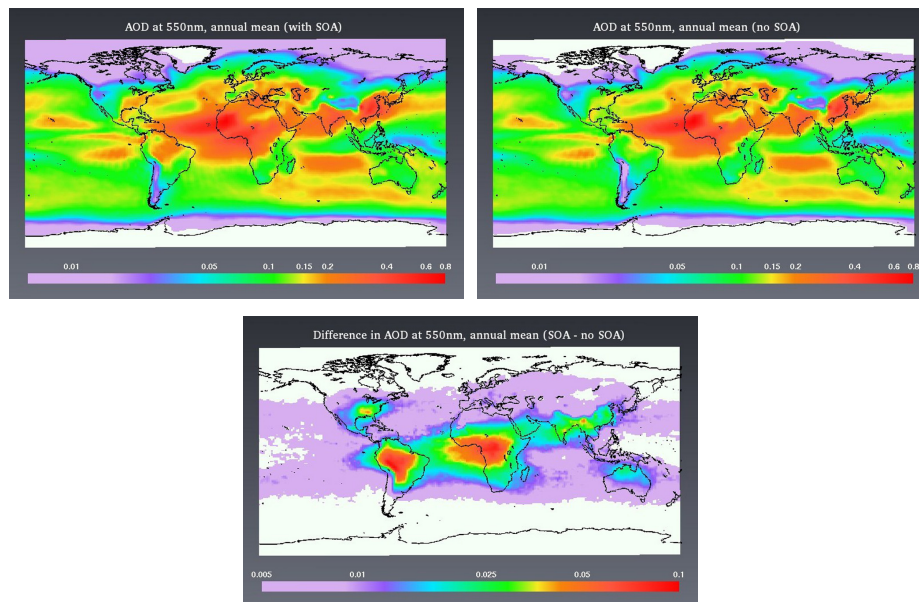 AOD at 550nm, annual mean (with SOA)
0.01 0.05 0.1 0.15 0.2 0.4 0.6 0.8
AOD at 550nm, annual mean (no SOA)
0.01 0.05 0.1 0.15 0.2 0.4 0.6 0.8
Difference in AOD at 550nm, annual mean (SOA - no SOA)
0.005 0.01 0.025 0.05 0.1